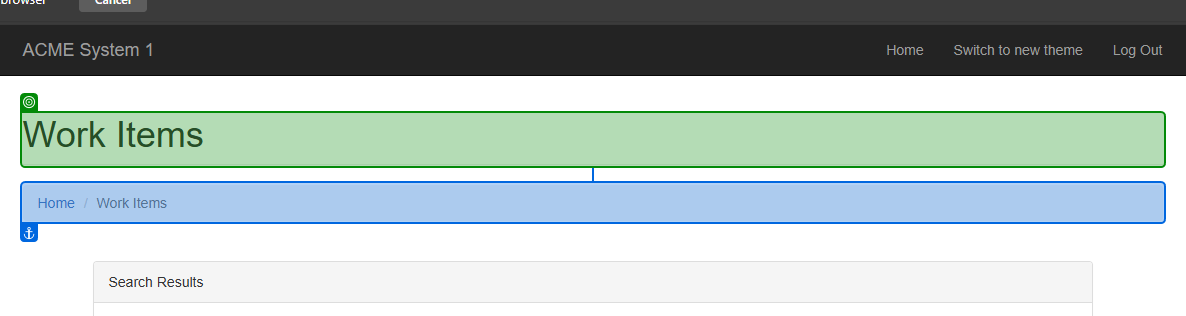 browser Cancel
ACME System 1 Home Switch to new theme Log Out
Work Items
Home / Work Items
Search Results